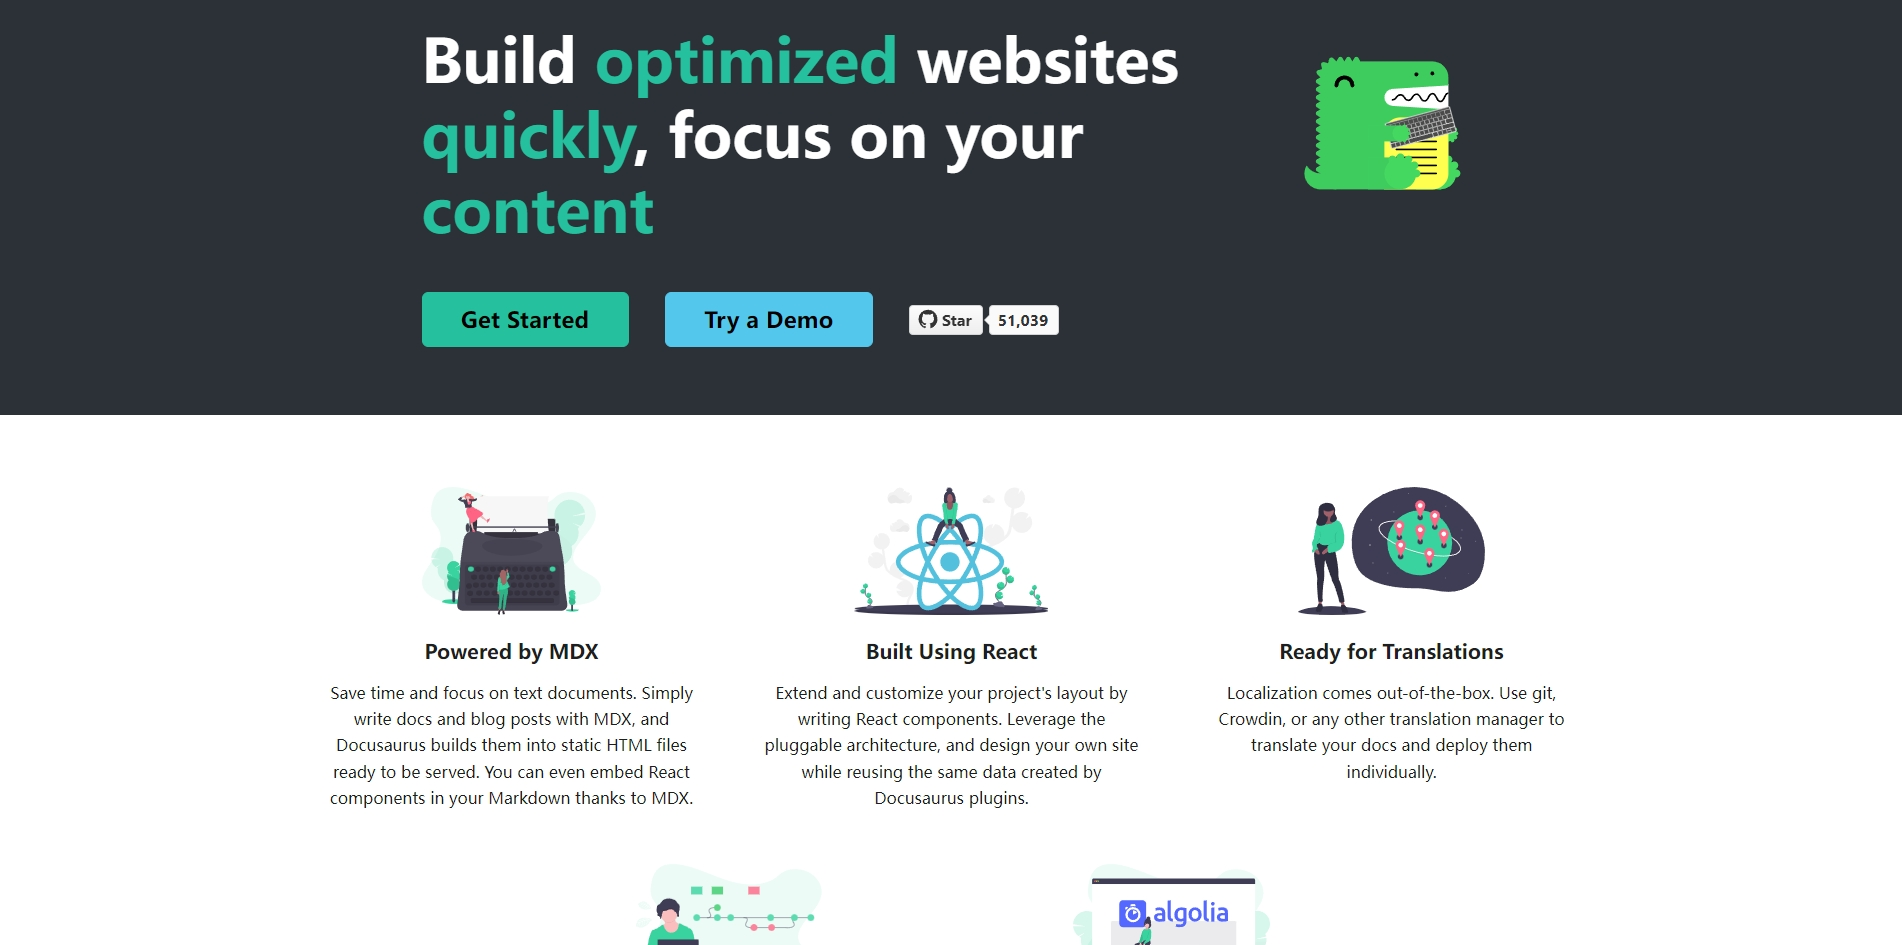 Build optimized websites
quickly, focus on your
content
Get Started
Try a Demo
Star
51,039
Powered by MDX
Save time and focus on text documents. Simply
write docs and blog posts with MDX, and
Docusaurus builds them into static HTML files
ready to be served. You can even embed React
components in your Markdown thanks to MDX.
Built Using React
Extend and customize your project's layout by
writing React components. Leverage the
pluggable architecture, and design your own site
while reusing the same data created by
Docusaurus plugins.
Ready for Translations
Localization comes out-of-the-box. Use git,
Crowdin, or any other translation manager to
translate your docs and deploy them
individually.
algolia